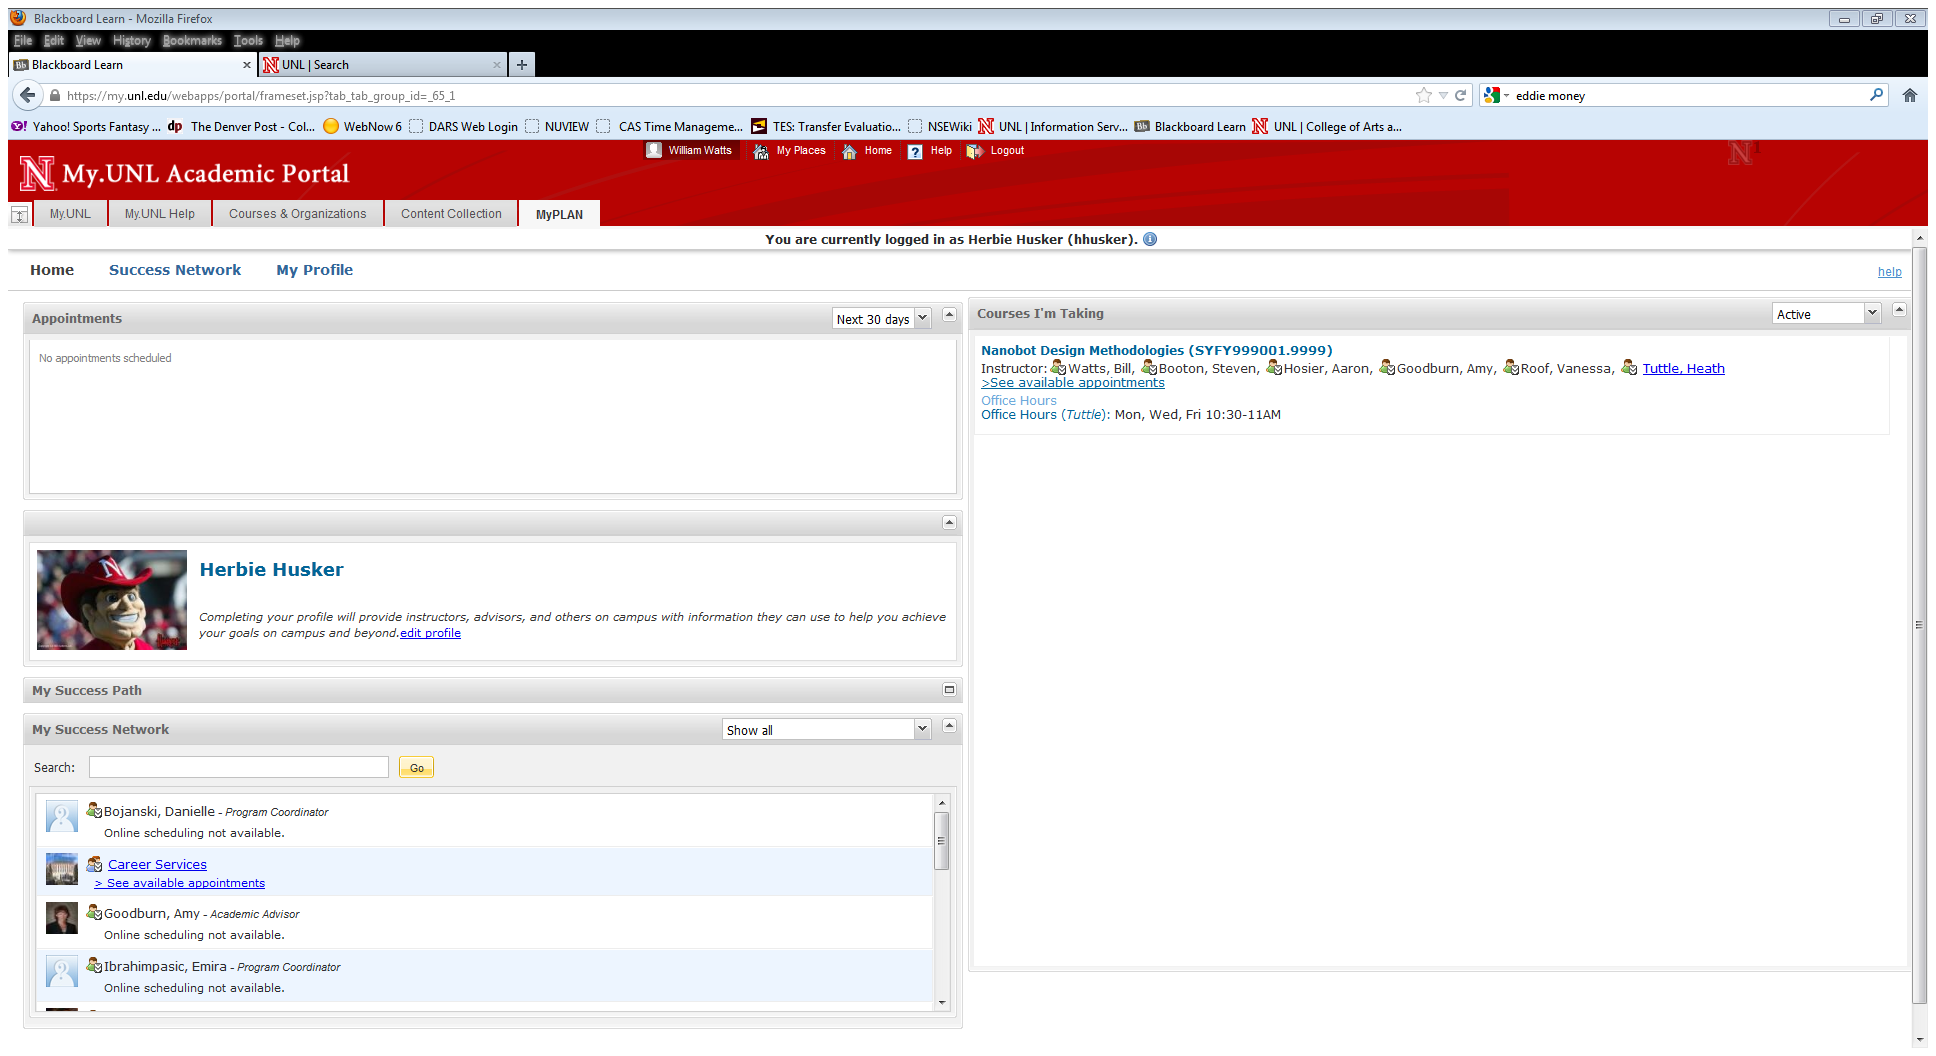 Blackboard Learn - Mozilla Firefox
File Edit View History Bookmarks Tools Help
Blackboard Learn
UNL | Search
https://my.unl.edu/webapps/portal/frameset.jsp?tab_tab_group_id=_65_1
eddie money
Yahoo! Sports Fantasy ...
The Denver Post - Col...
WebNow 6
DARS Web Login
NUVIEW
CAS Time Manageme...
TES: Transfer Evaluatio...
NSEWiki
UNL | Information Serv...
Blackboard Learn
UNL | College of Arts a...
William Watts
My Places
Home
Help
Logout
My.UNL Academic Portal
My.UNL
My.UNL Help
Courses & Organizations
Content Collection
MyPLAN
You are currently logged in as Herbie Husker (hhusker).
Home
Success Network
My Profile
help
Appointments
Next 30 days
No appointments scheduled
Herbie Husker
Completing your profile will provide instructors, advisors, and others on campus with information they can use to help you achieve
your goals on campus and beyond.edit profile
My Success Path
My Success Network
Show all
Search:
Go
Bojanski, Danielle - Program Coordinator
Online scheduling not available.
Career Services
> See available appointments
Goodburn, Amy - Academic Advisor
Online scheduling not available.
Ibrahimpasic, Emira - Program Coordinator
Online scheduling not available.
Courses I'm Taking
Active
Nanobot Design Methodologies (SYFY999001.9999)
Instructor: Watts, Bill, Booton, Steven, Hosier, Aaron, Goodburn, Amy, Roof, Vanessa, Tuttle, Heath
>See available appointments
Office Hours
Office Hours (Tuttle): Mon, Wed, Fri 10:30-11AM